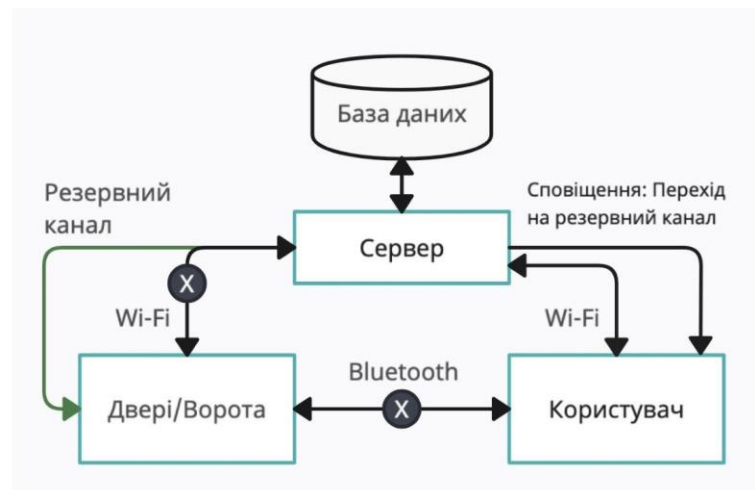 База даних
Резервний
канал
Сповіщення: Перехід
на резервний канал
Сервер
X
Wi-Fi
Wi-Fi
Bluetooth
Двері/Ворота
X
Користувач